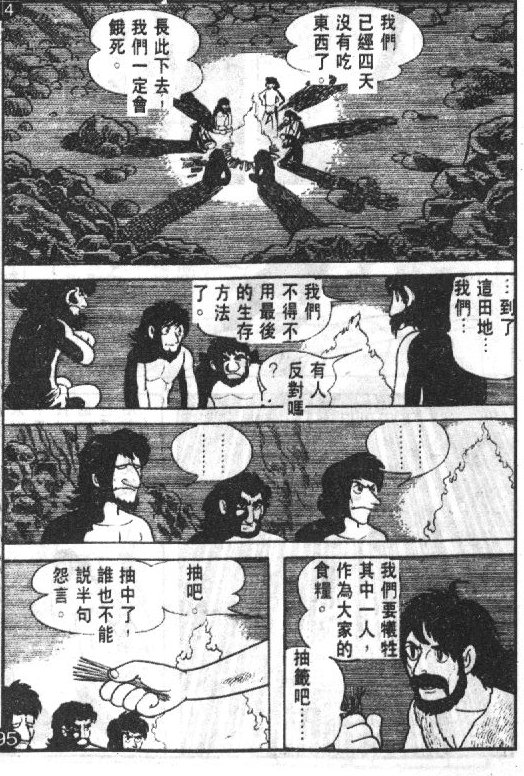 4
我們
已經四天
沒有吃
東西了。
長此下去，
我們一定會
餓死。
…到了
這田地…
我們…
我們
不得不
用最後
的生存
方法
了。
有人
反對嗎
？
………
………
我們要犧牲
其中一人，
作為大家的
食糧。
抽籤吧……
抽吧。
抽中了，
誰也不能
説半句
怨言。
95